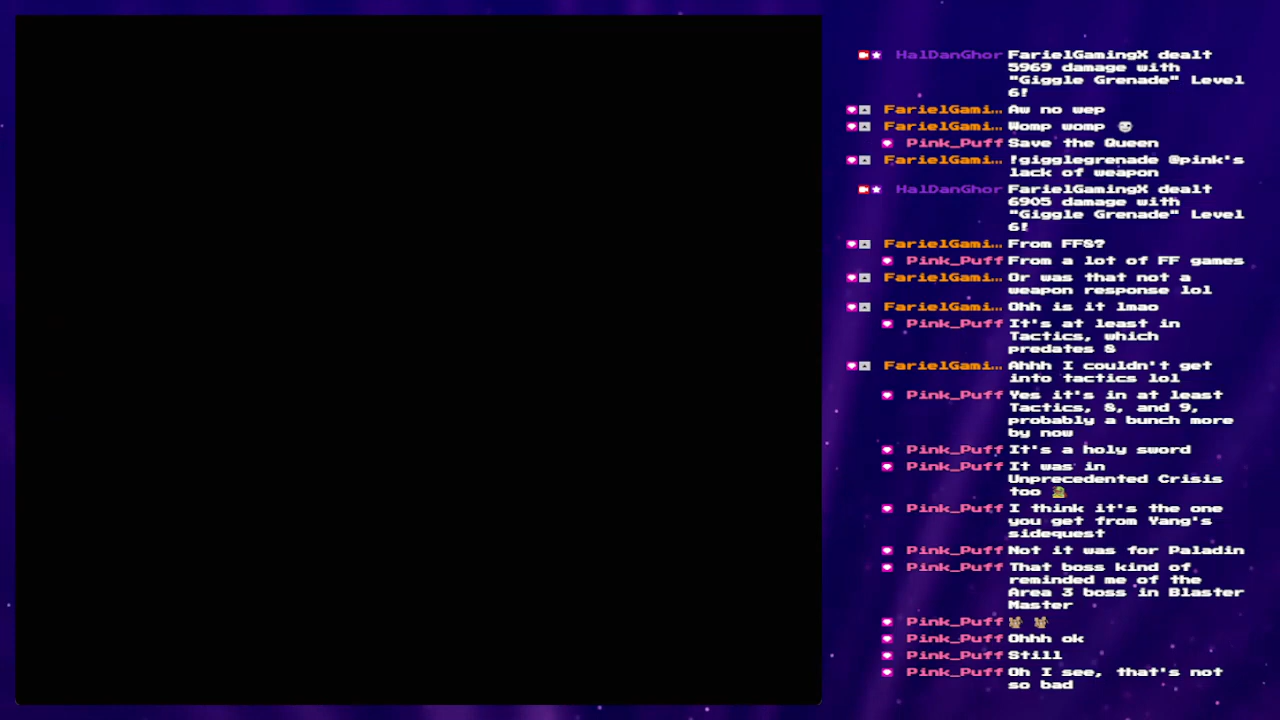 HalDanGhor FarielGamingX dealt
5969 damage with
"Giggle Grenade" Level
6!
FarielGami... Aw no wep
FarielGami... Womp womp
Pink_Puff Save the Queen
FarielGami... !gigglegrenade @pink's
lack of weapon
HalDanGhor FarielGamingX dealt
6905 damage with
"Giggle Grenade" Level
6!
FarielGami... From FF8?
Pink_Puff From a lot of FF games
FarielGami... Or was that not a
weapon response lol
FarielGami... Ohh is it lmao
Pink_Puff It's at least in
Tactics, which
predates 8
FarielGami... Ahhh I couldn't get
into tactics lol
Pink_Puff Yes it's in at least
Tactics, 8, and 9,
probably a bunch more
by now
Pink_Puff It's a holy sword
Pink_Puff It was in
Unprecedented Crisis
too
Pink_Puff I think it's the one
you get from Yang's
sidequest
Pink_Puff Not it was for Paladin
Pink_Puff That boss kind of
reminded me of the
Area 3 boss in Blaster
Master
Pink_Puff
Pink_Puff Ohhh ok
Pink_Puff Still
Pink_Puff Oh I see, that's not
so bad